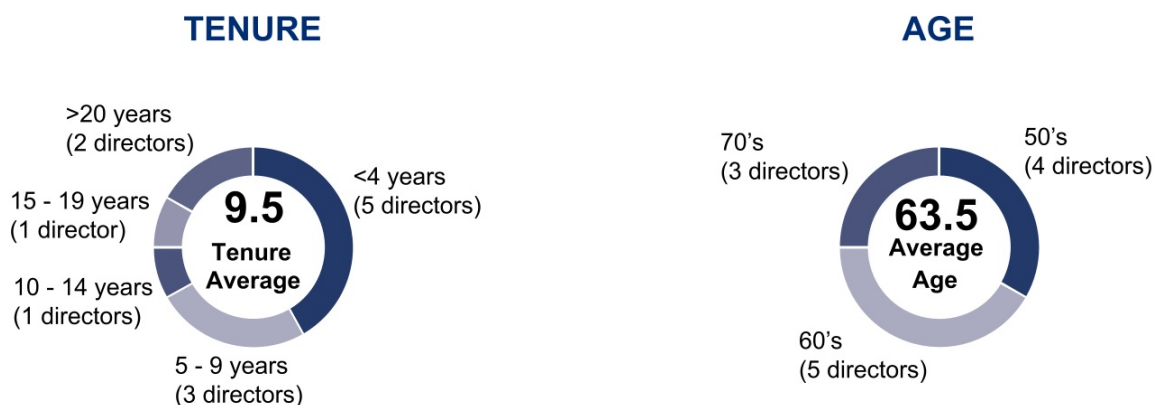 TENURE
>20 years
(2 directors)
<4 years
(5 directors)
15 - 19 years
(1 director)
10 - 14 years
(1 directors)
5 - 9 years
(3 directors)
9.5
Tenure
Average
AGE
70's
(3 directors)
50's
(4 directors)
60's
(5 directors)
63.5
Average
Age